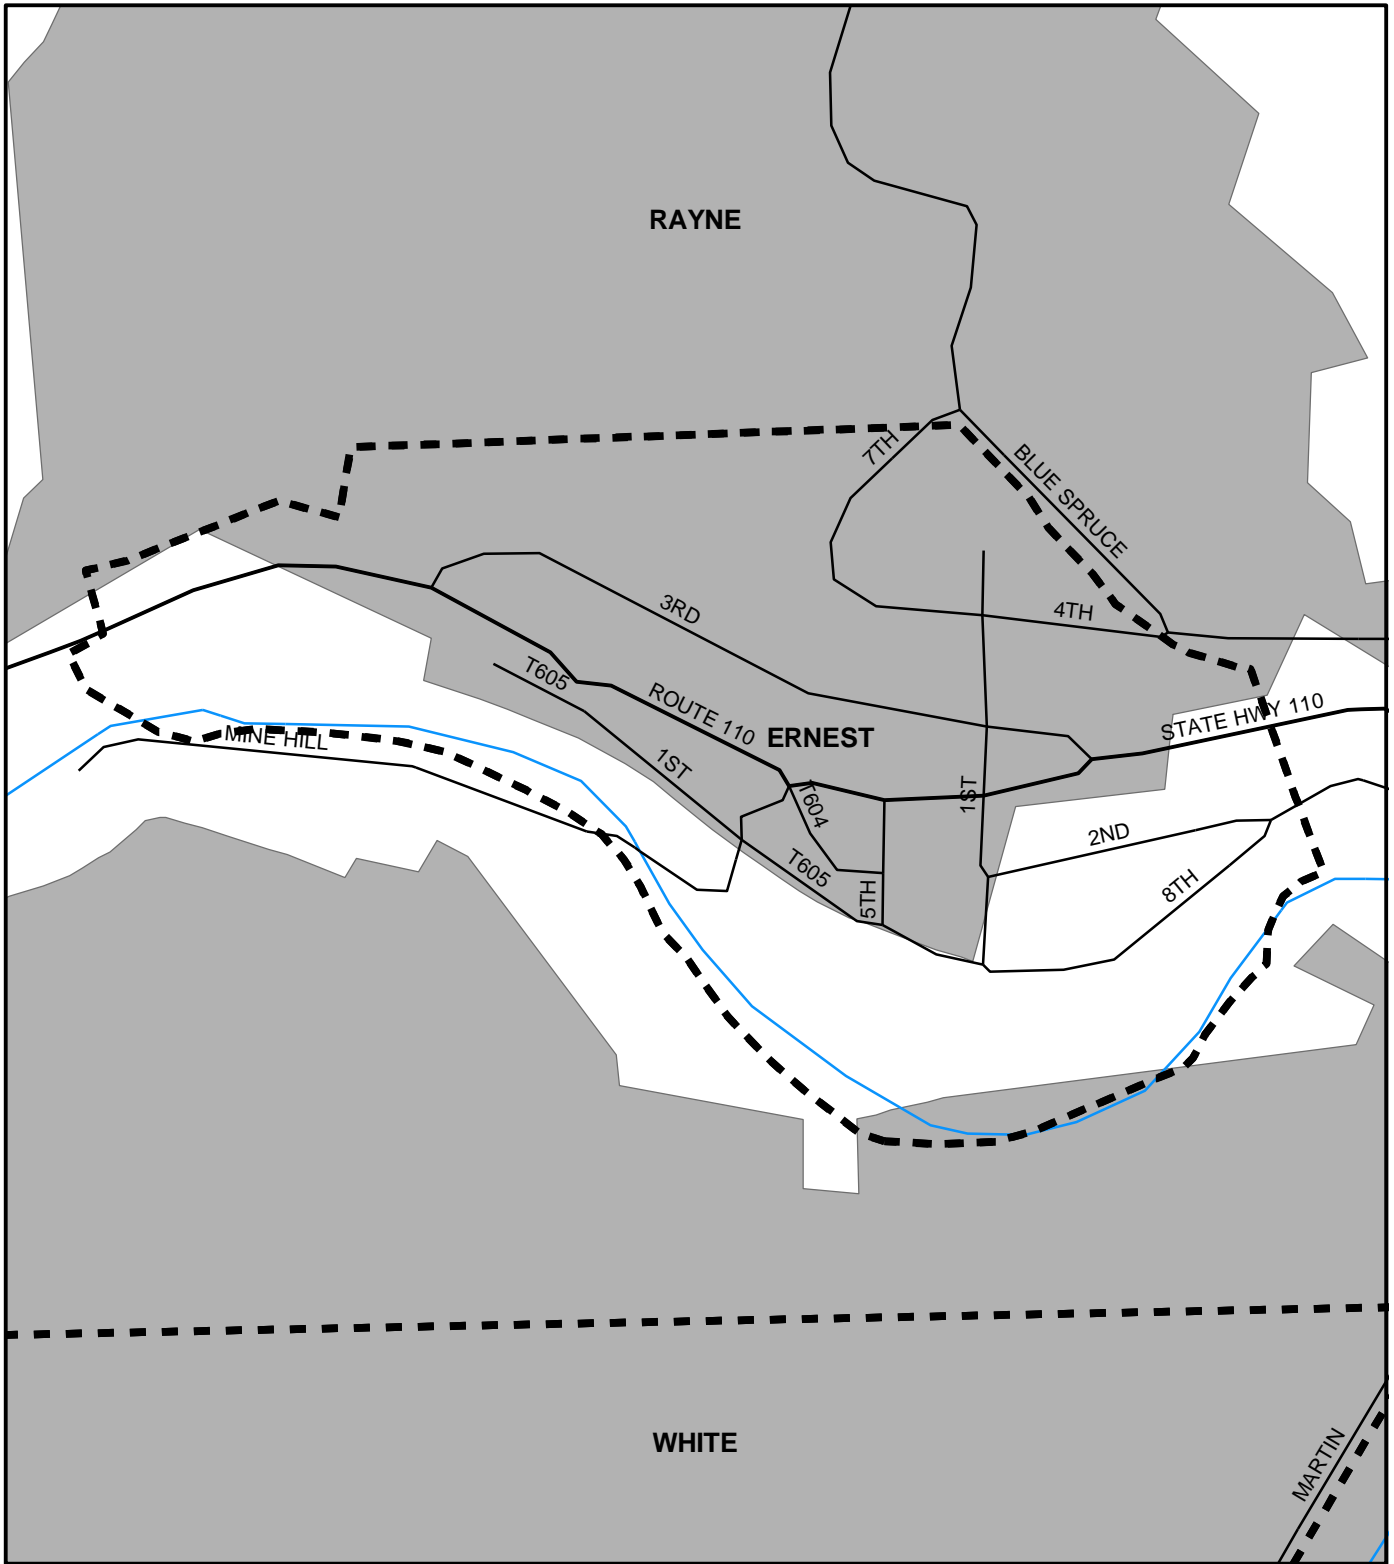 RAYNE
7TH
BLUE SPRUCE
3RD
4TH
T605
ROUTE 110
STATE HWY 110
ERNEST
MINE HILL
1ST
1ST
T604
2ND
T605
8TH
5TH
WHITE
MARTIN